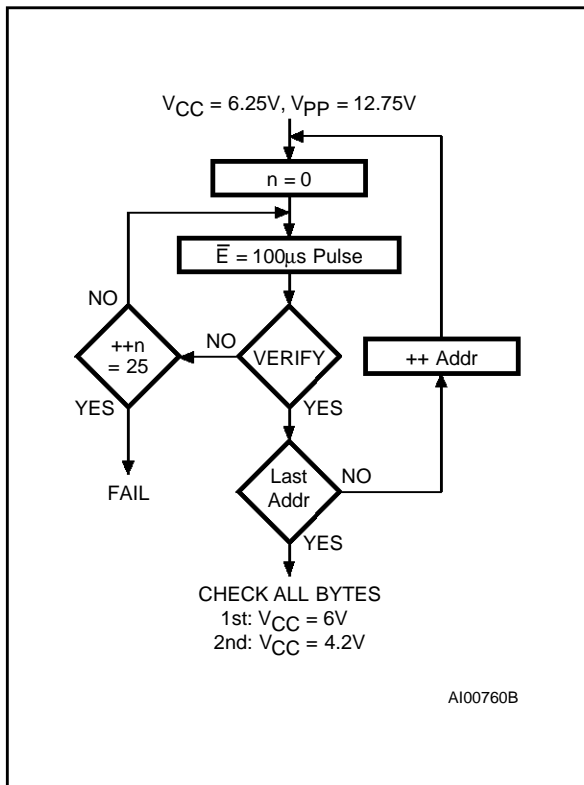 VCC = 6.25V, VPP = 12.75V
n = 0
E̅ = 100µs Pulse
NO
++n
= 25
NO
VERIFY
++ Addr
YES
YES
FAIL
Last
Addr
NO
YES
CHECK ALL BYTES
1st: VCC = 6V
2nd: VCC = 4.2V
AI00760B